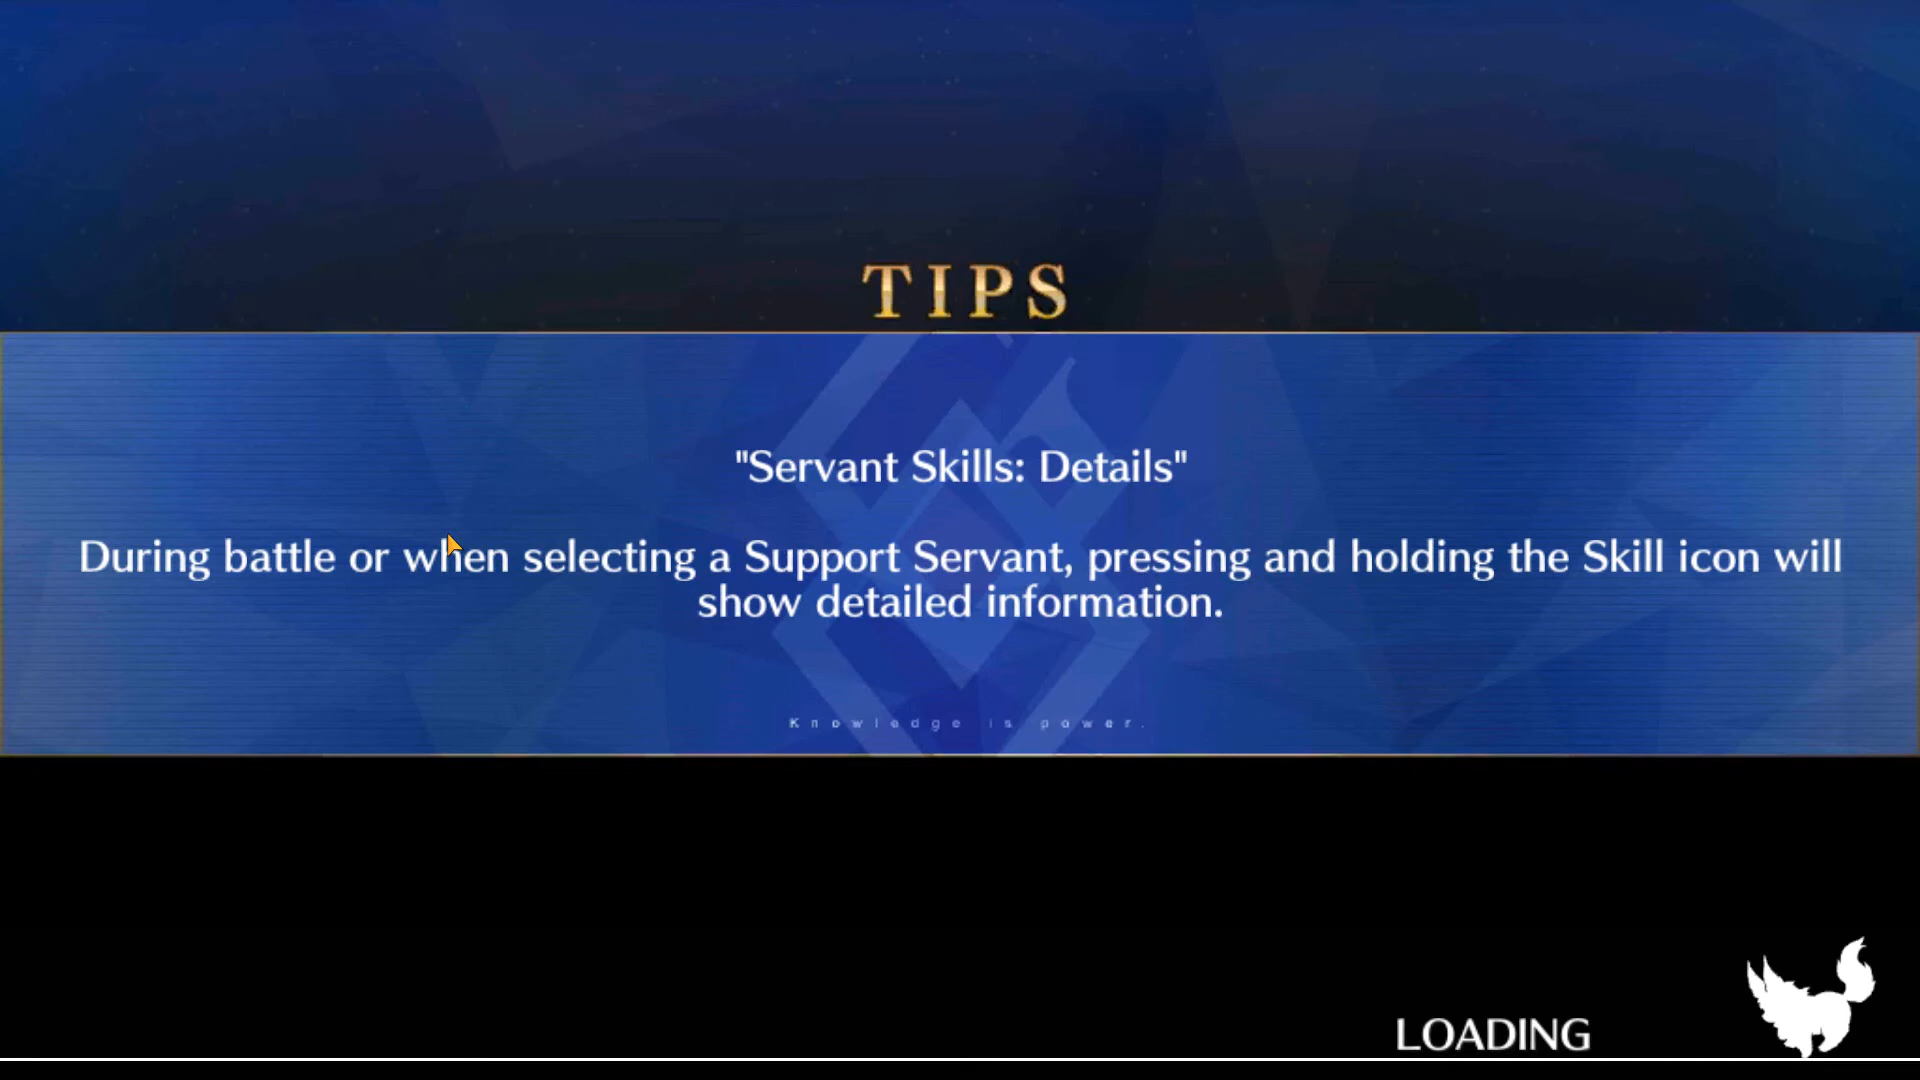 TIPS
"Servant Skills: Details"
During battle or when selecting a Support Servant, pressing and holding the Skill icon will
show detailed information.
Knowledge is power.
LOADING